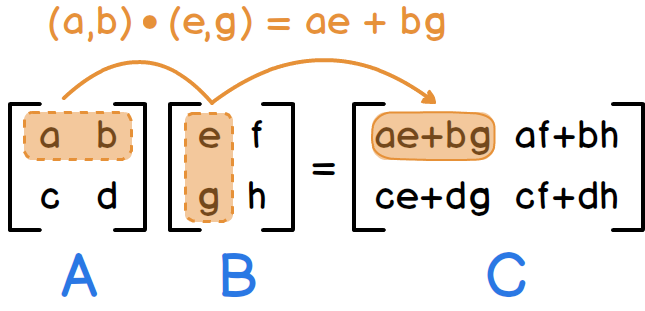 (a,b) • (e,g) = ae + bg
a b e f ae+bg af+bh
=
c d g h ce+dg cf+dh
A B C